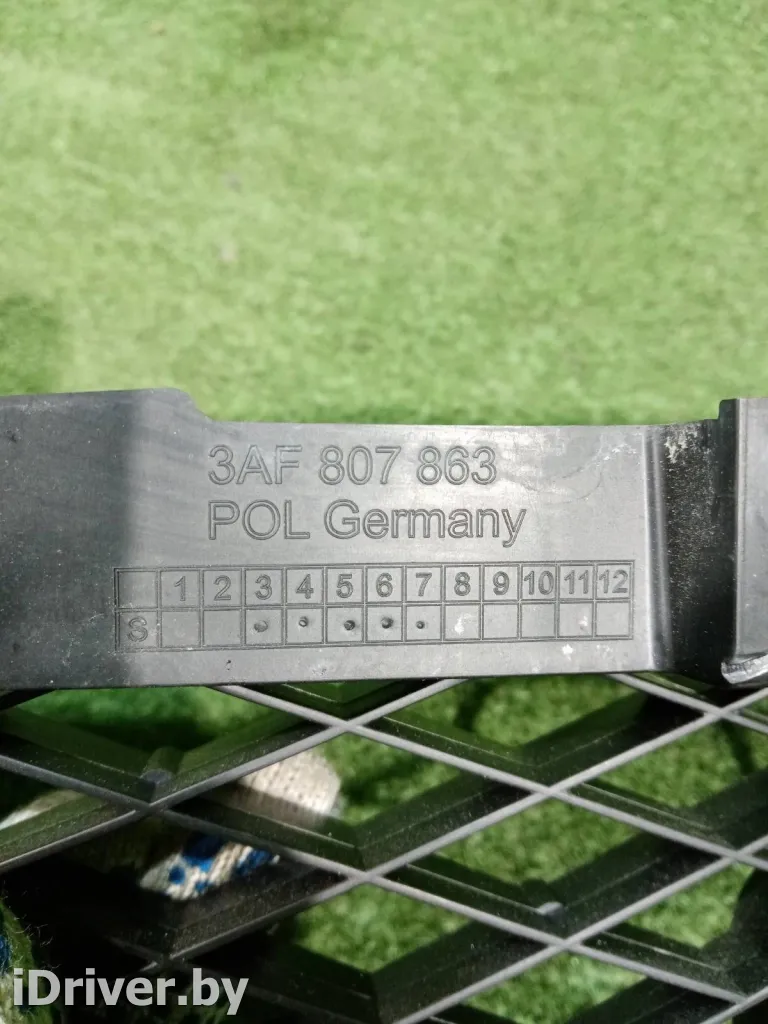 3AF 807 863
POL Germany
1 2 3 4 5 6 7 8 9 10 11 12
S
iDriver.by